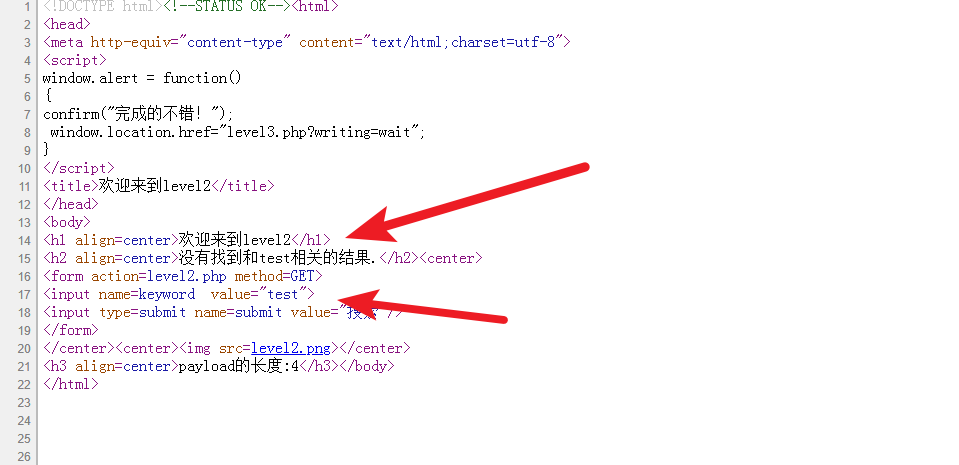 1 <!DOCTYPE html><!--STATUS OK--><html>
2 <head>
3 <meta http-equiv="content-type" content="text/html;charset=utf-8">
4 <script>
5 window.alert = function()
6 {
7 confirm("完成的不错！");
8  window.location.href="level3.php?writing=wait";
9 }
10 </script>
11 <title>欢迎来到level2</title>
12 </head>
13 <body>
14 <h1 align=center>欢迎来到level2</h1>
15 <h2 align=center>没有找到和test相关的结果.</h2><center>
16 <form action=level2.php method=GET>
17 <input name=keyword  value="test">
18 <input type=submit name=submit value=" />
19 </form>
20 </center><center><img src=level2.png></center>
21 <h3 align=center>payload的长度:4</h3></body>
22 </html>
23
24
25
26